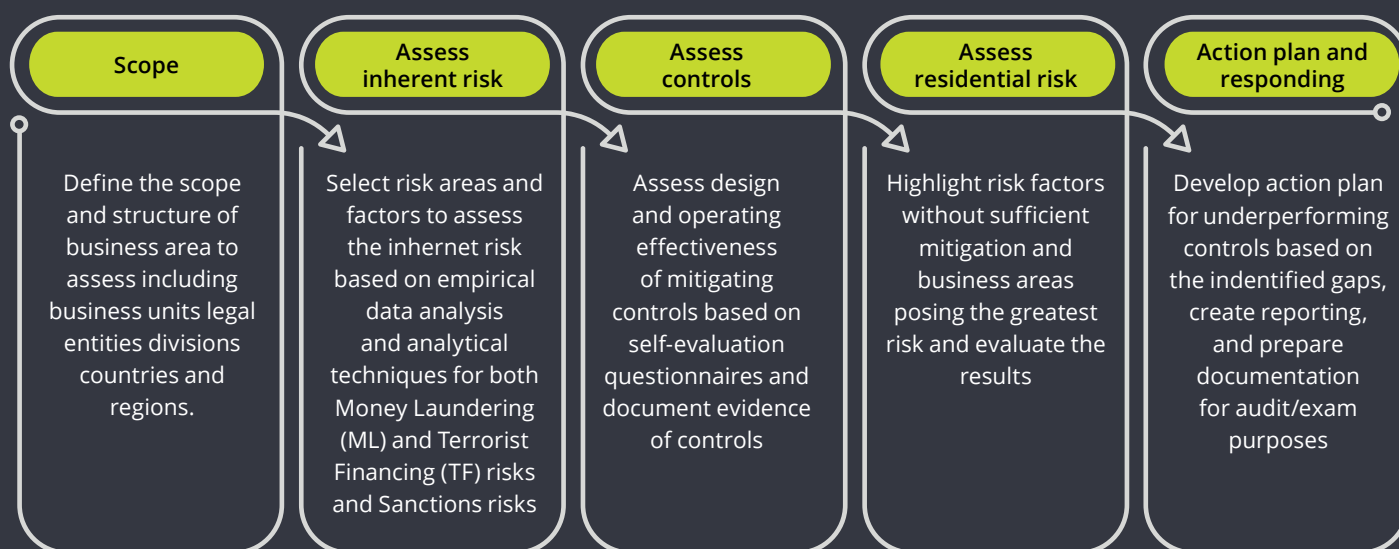 Scope
Define the scope
and structure of
business area to
assess including
business units legal
entities divisions
countries and
regions.
Assess
inherent risk
Select risk areas and
factors to assess
the inhernet risk
based on empirical
data analysis
and analytical
techniques for both
Money Laundering
(ML) and Terrorist
Financing (TF) risks
and Sanctions risks
Assess
controls
Assess design
and operating
effectiveness
of mitigating
controls based on
self-evaluation
questionnaires and
document evidence
of controls
Assess
residential risk
Highlight risk factors
without sufficient
mitigation and
business areas
posing the greatest
risk and evaluate the
results
Action plan and
responding
Develop action plan
for underperforming
controls based on
the indentified gaps,
create reporting,
and prepare
documentation
for audit/exam
purposes